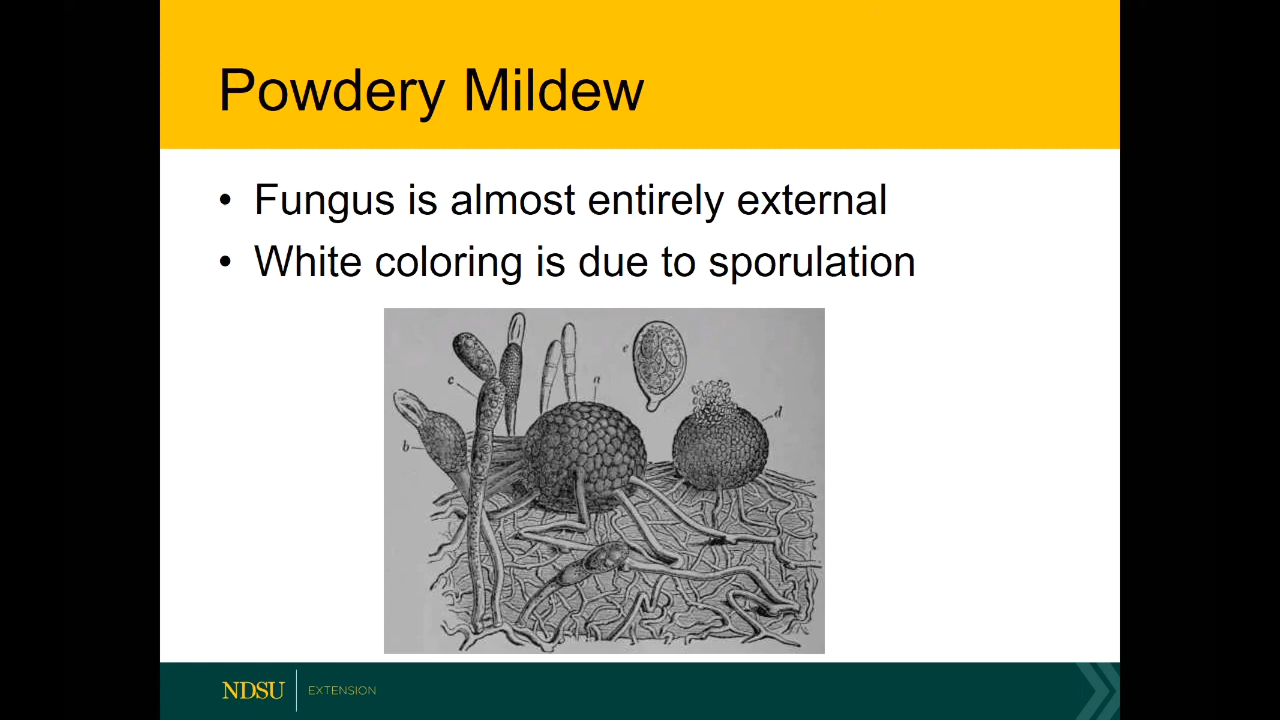 Powdery Mildew
• Fungus is almost entirely external
• White coloring is due to sporulation
a
e
c
d
b
NDSU EXTENSION